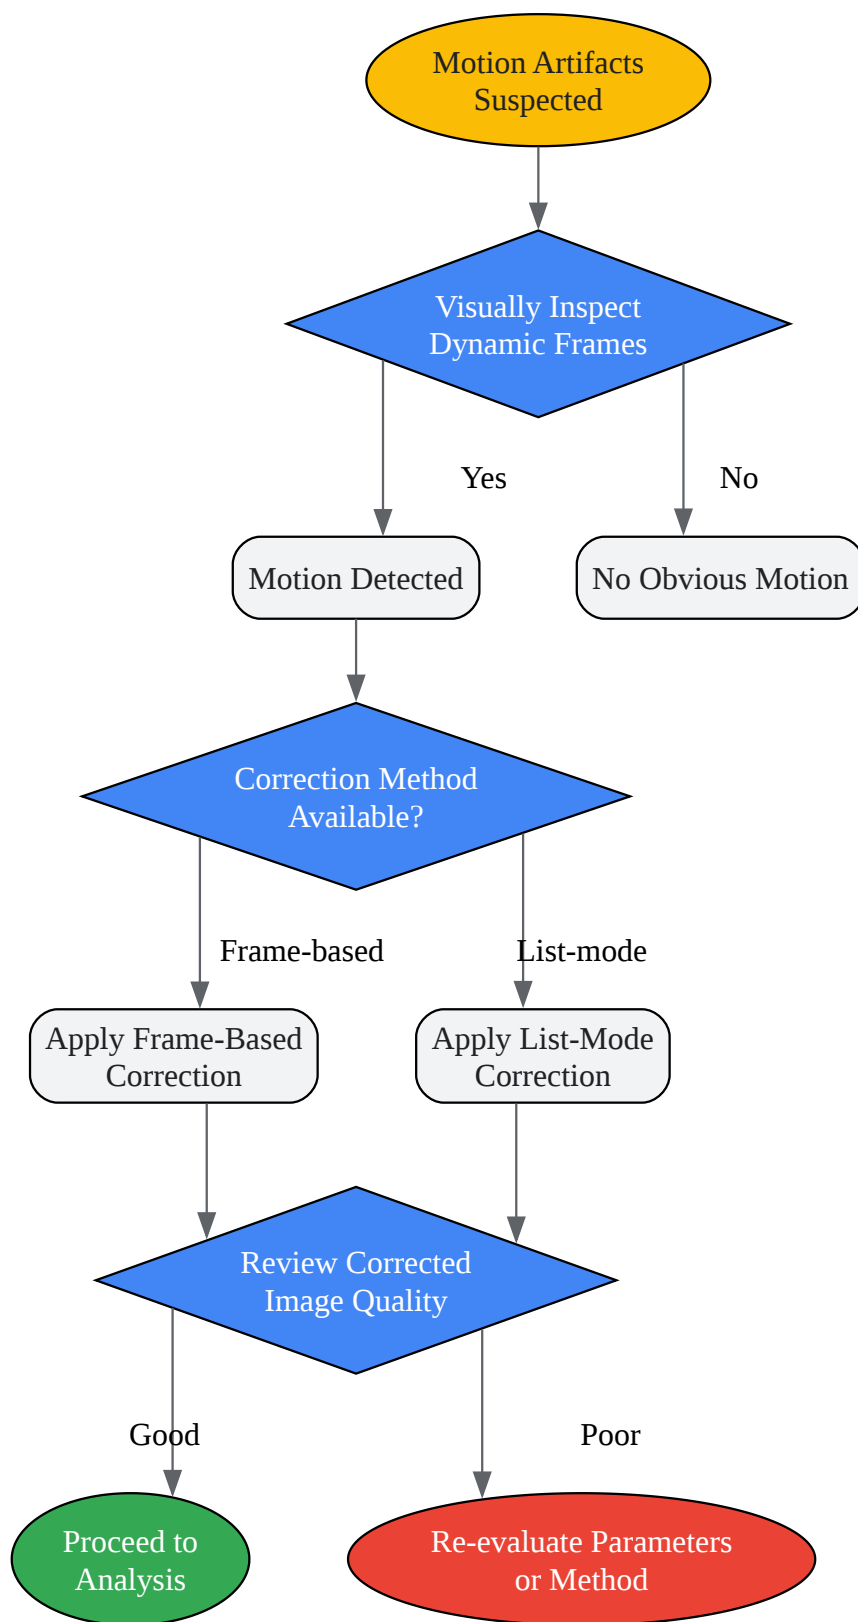 Motion Artifacts
Suspected
Visually Inspect
Dynamic Frames
Yes
No
Motion Detected
No Obvious Motion
Correction Method
Available?
Frame-based
List-mode
Apply Frame-Based
Correction
Apply List-Mode
Correction
Review Corrected
Image Quality
Good
Poor
Proceed to
Analysis
Re-evaluate Parameters
or Method